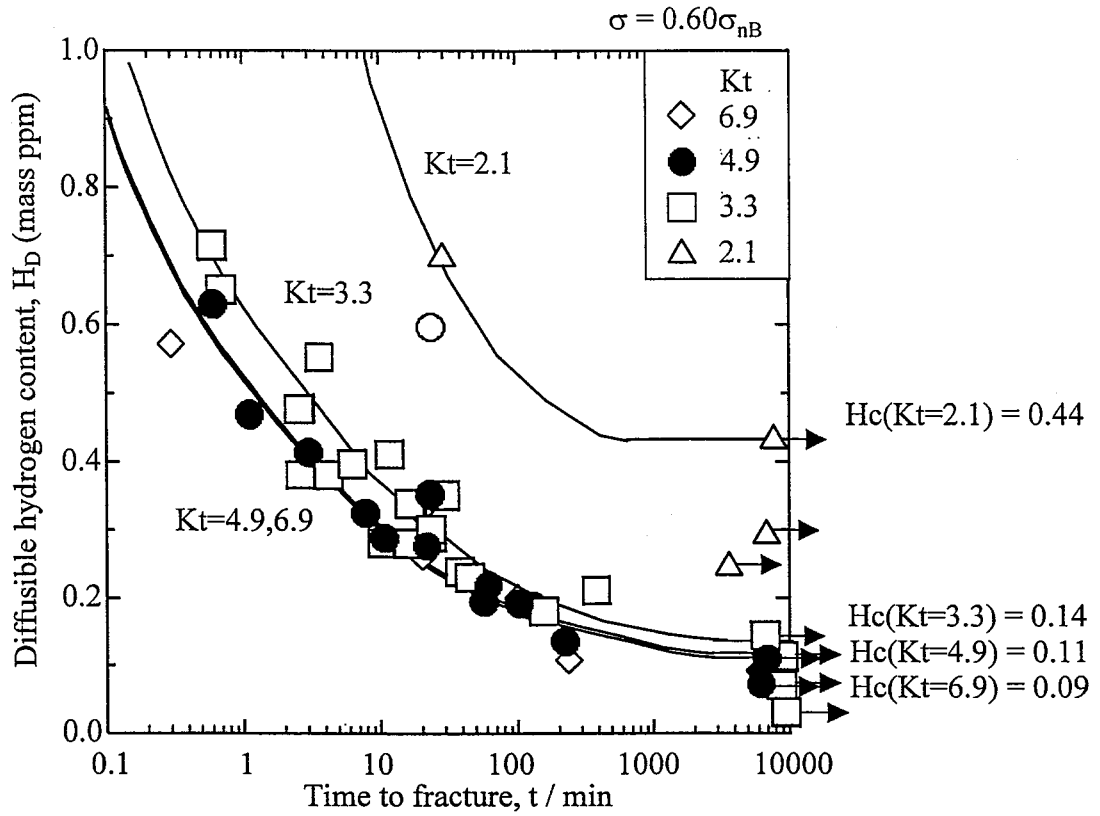 σ = 0.60σnB
1.0
0.8
0.6
0.4
0.2
0.0
Diffusible hydrogen content, HD (mass ppm)
Kt
6.9
4.9
3.3
2.1
Kt=2.1
Kt=3.3
Kt=4.9,6.9
Hc(Kt=2.1) = 0.44
Hc(Kt=3.3) = 0.14
Hc(Kt=4.9) = 0.11
Hc(Kt=6.9) = 0.09
0.1 1 10 100 1000 10000
Time to fracture, t / min